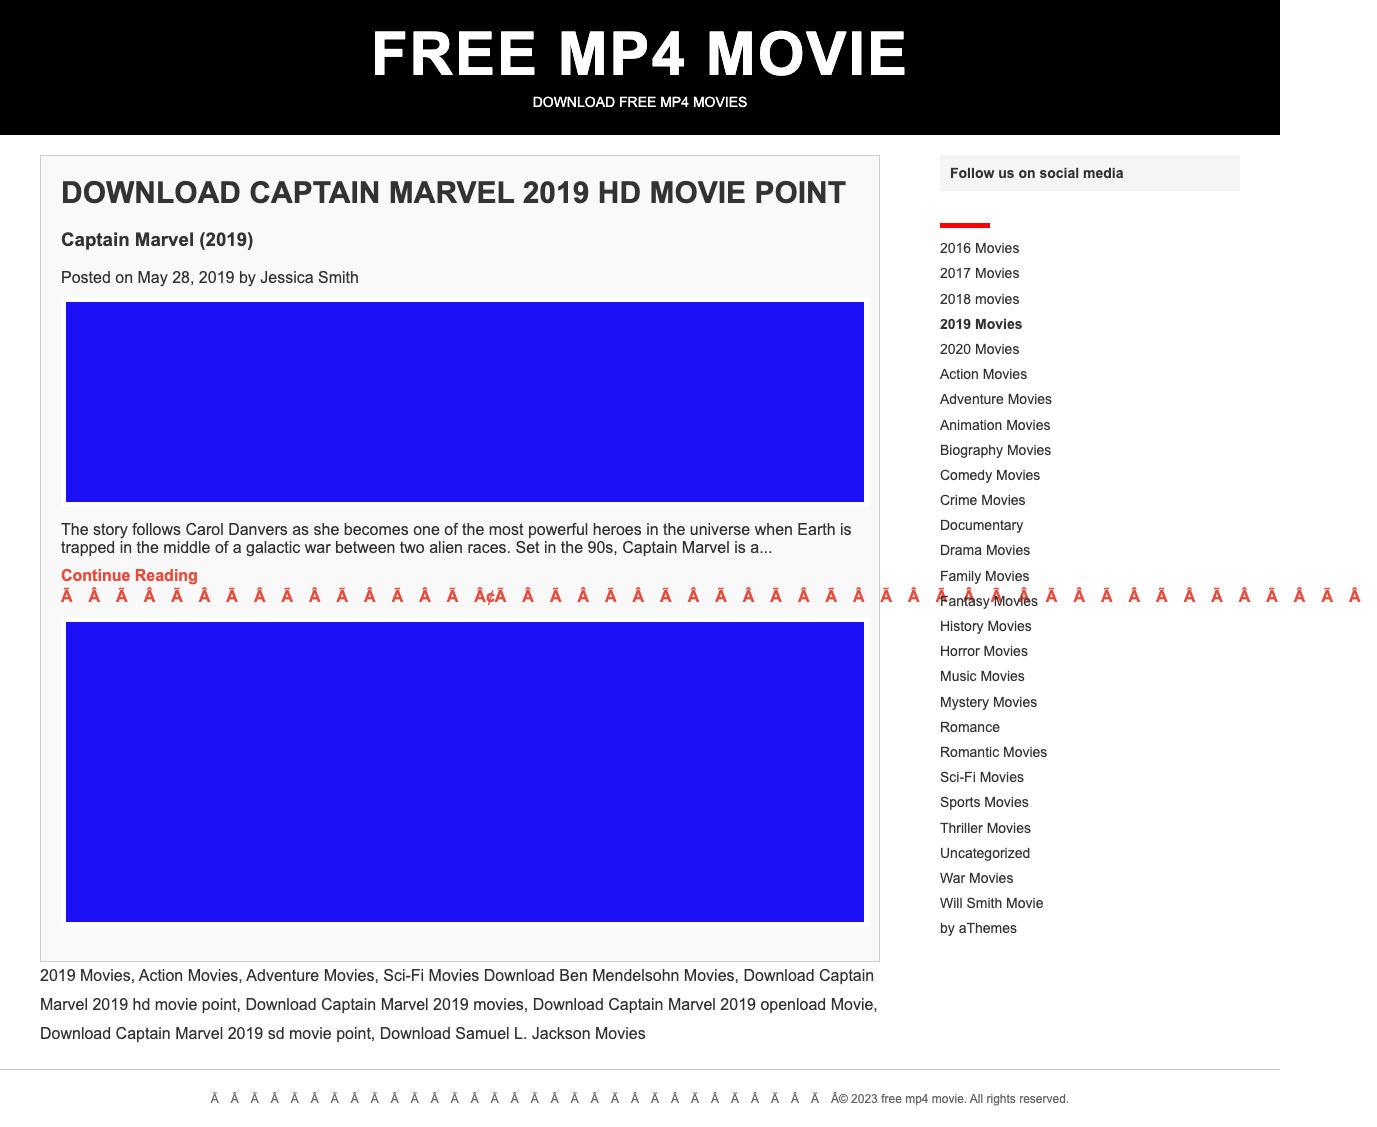 FREE MP4 MOVIE
DOWNLOAD FREE MP4 MOVIES
DOWNLOAD CAPTAIN MARVEL 2019 HD MOVIE POINT
Captain Marvel (2019)
Posted on May 28, 2019 by Jessica Smith
The story follows Carol Danvers as she becomes one of the most powerful heroes in the universe when Earth is
trapped in the middle of a galactic war between two alien races. Set in the 90s, Captain Marvel is a...
Continue Reading
Ã Â Ã Â Ã Â Ã Â Ã Â Ã Â Ã Â Ã Â¢Ã Â Ã Â Ã Â Ã Â Ã Â Ã Â Ã Â Ã Â Ã Â Ã Â Ã Â Ã Â Ã Â Ã Â Ã Â Ã Â
2019 Movies, Action Movies, Adventure Movies, Sci-Fi Movies Download Ben Mendelsohn Movies, Download Captain
Marvel 2019 hd movie point, Download Captain Marvel 2019 movies, Download Captain Marvel 2019 openload Movie,
Download Captain Marvel 2019 sd movie point, Download Samuel L. Jackson Movies
Follow us on social media
2016 Movies
2017 Movies
2018 movies
2019 Movies
2020 Movies
Action Movies
Adventure Movies
Animation Movies
Biography Movies
Comedy Movies
Crime Movies
Documentary
Drama Movies
Family Movies
Fantasy Movies
History Movies
Horror Movies
Music Movies
Mystery Movies
Romance
Romantic Movies
Sci-Fi Movies
Sports Movies
Thriller Movies
Uncategorized
War Movies
Will Smith Movie
by aThemes
Ã Â Ã Â Ã Â Ã Â Ã Â Ã Â Ã Â Ã Â Ã Â Ã Â Ã Â Ã Â Ã Â Ã Â Ã Â Ã Â© 2023 free mp4 movie. All rights reserved.